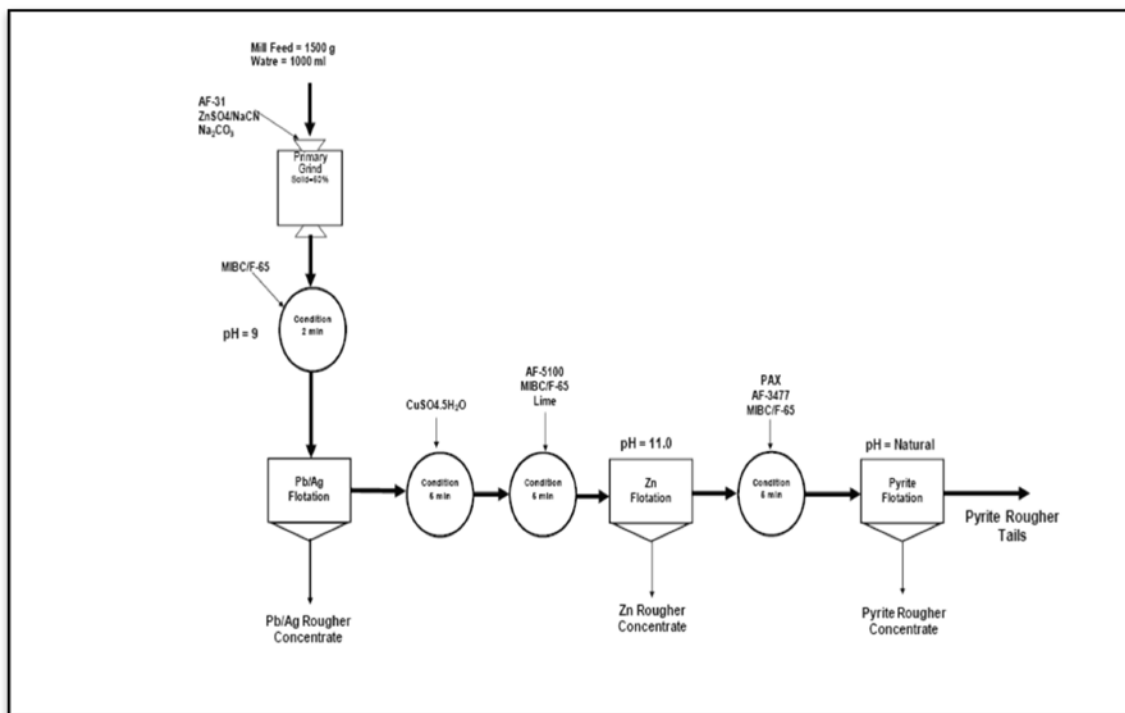 Mill Feed = 1500 g
Watre = 1000 ml
AF-31
ZnSO4/NaCN
Na₂CO₃
Primary
Grind
Solid=60%
MIBC/F-65
pH = 9
Condition
2 min
Pb/Ag
Flotation
Pb/Ag Rougher
Concentrate
CuSO4.5H₂O
Condition
6 min
AF-5100
MIBC/F-65
Lime
Condition
6 min
pH = 11.0
Zn
Flotation
Zn Rougher
Concentrate
PAX
AF-3477
MIBC/F-65
Condition
6 min
pH = Natural
Pyrite
Flotation
Pyrite Rougher
Concentrate
Pyrite Rougher
Tails